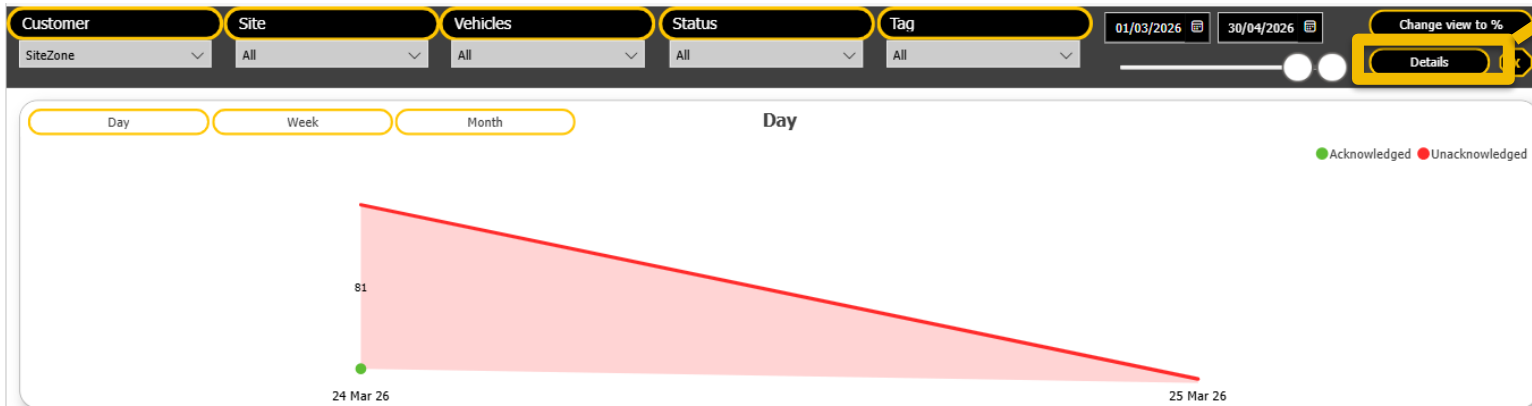 Customer Site Vehicles Status Tag 01/03/2026 30/04/2026 Change view to %
SiteZone All All All All Details X
Day Week Month Day
Acknowledged Unacknowledged
81
24 Mar 26 25 Mar 26